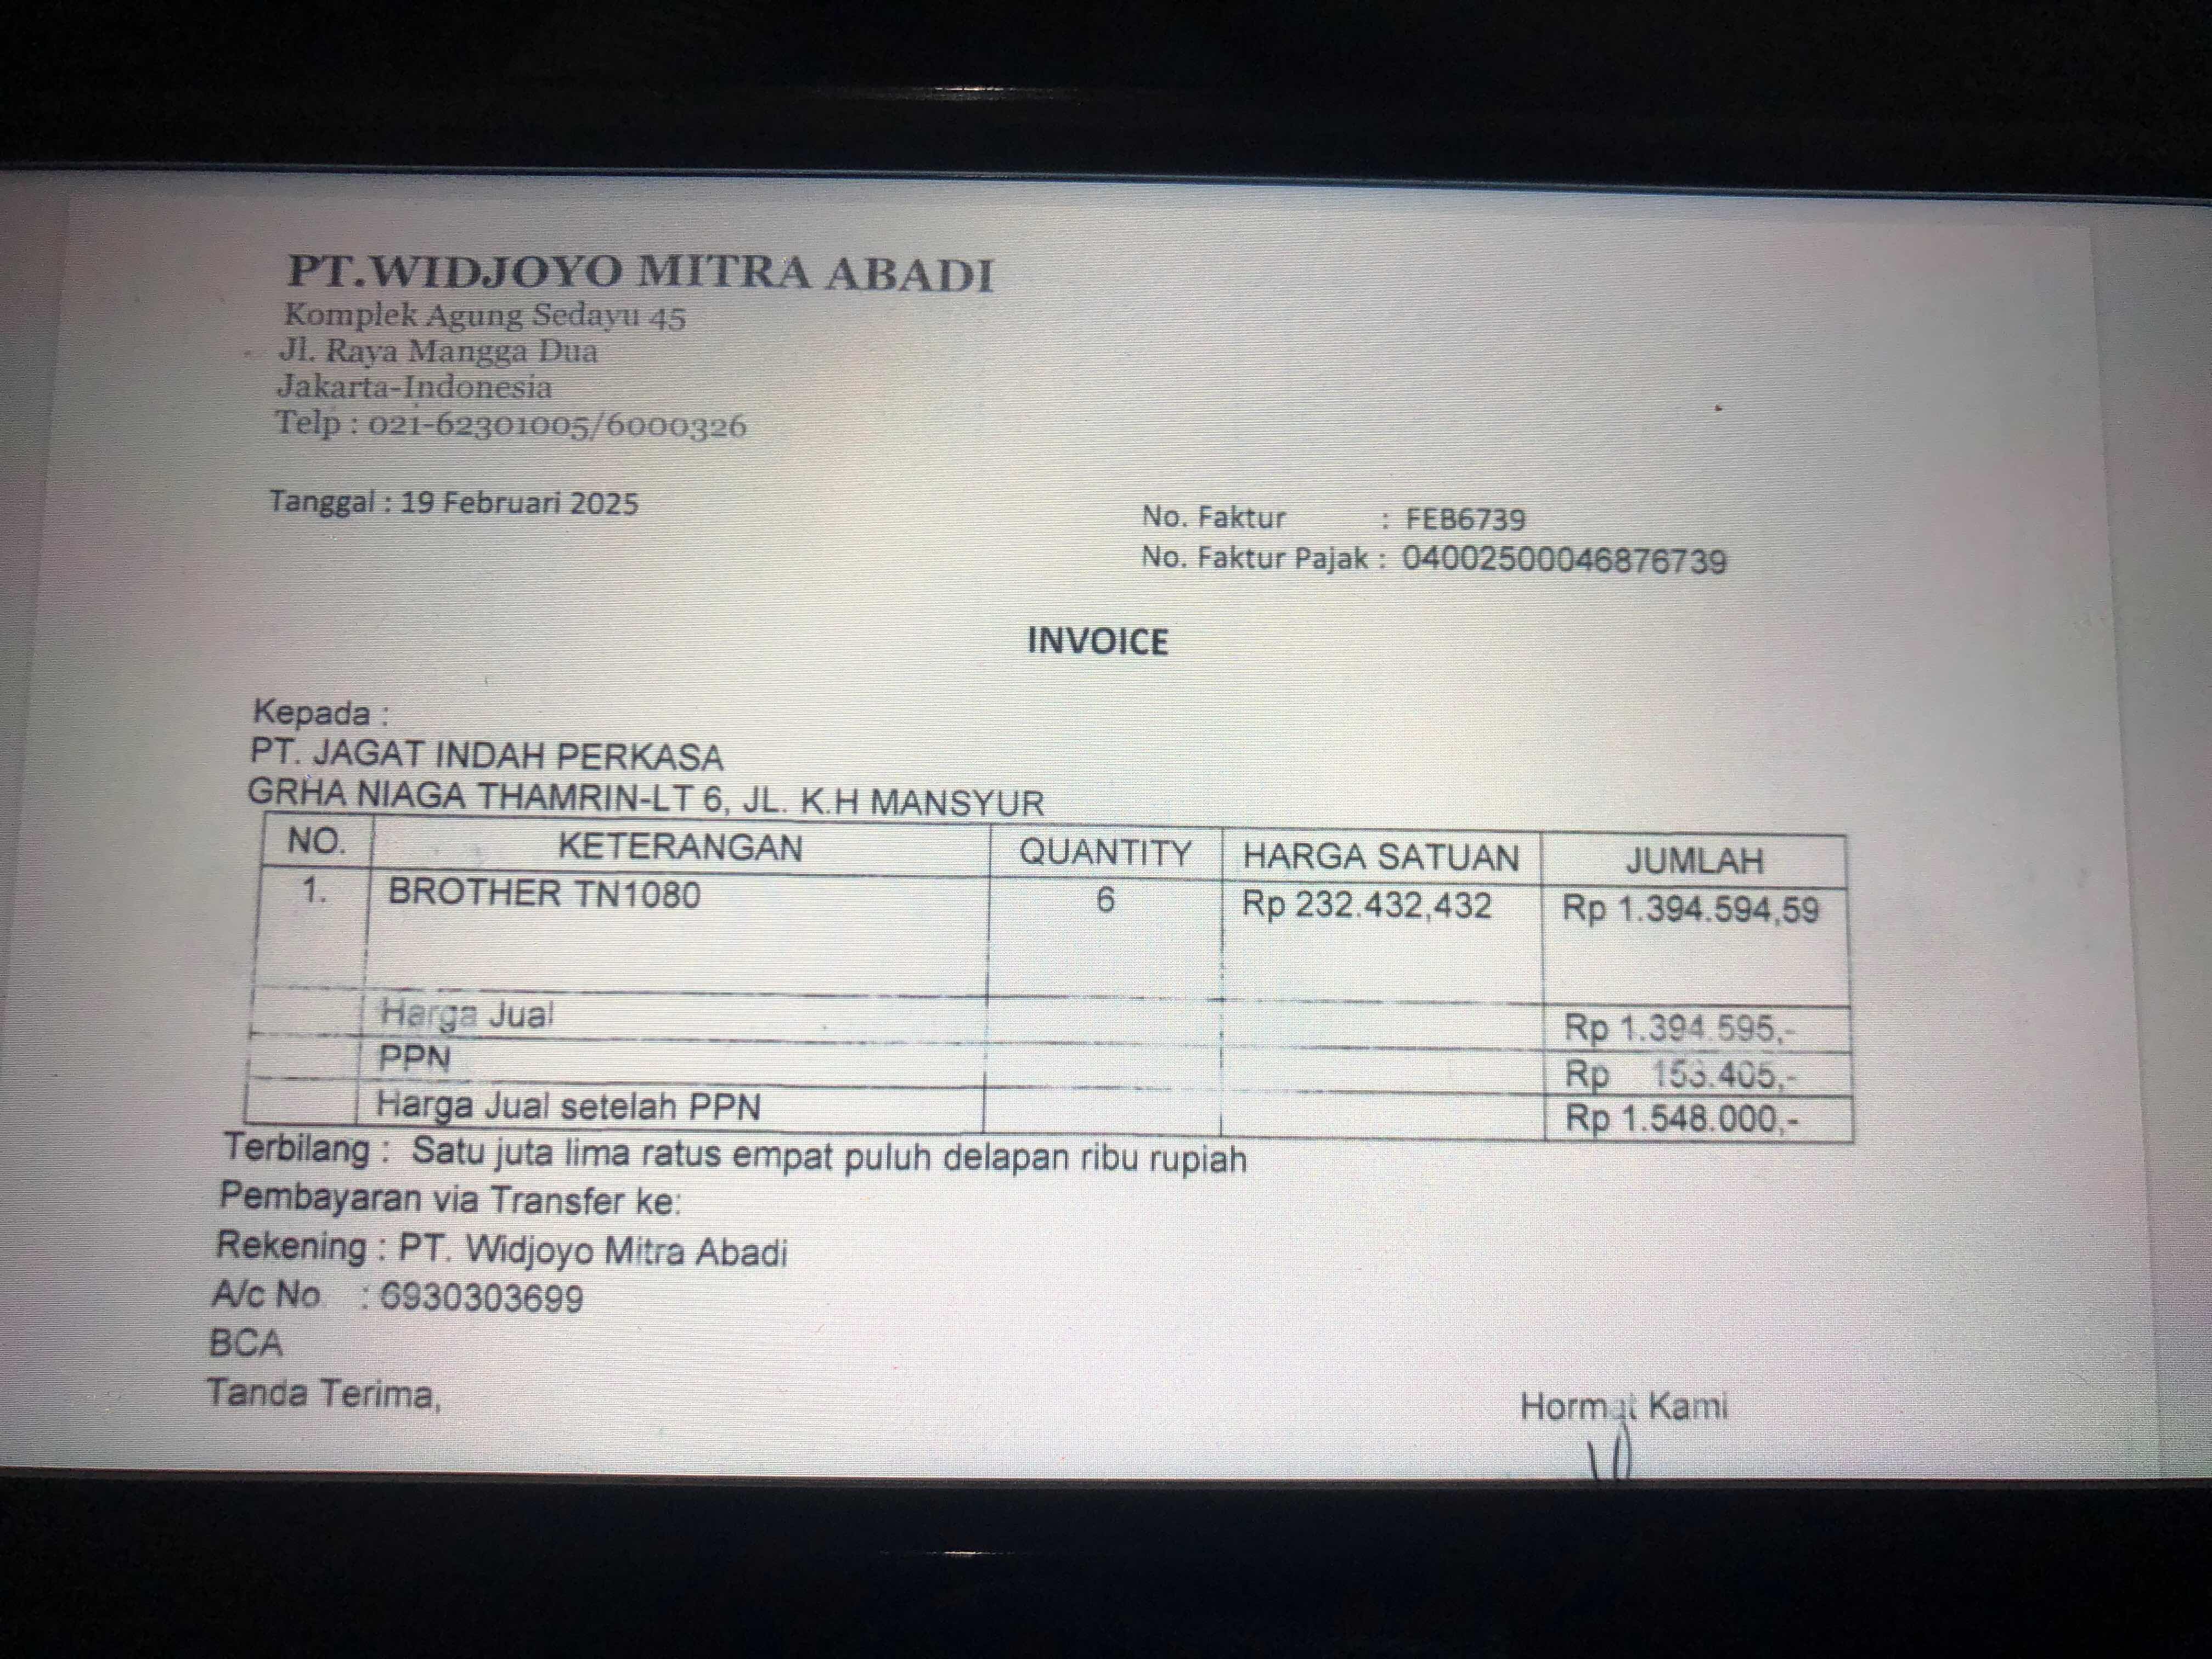 PT.WIDJOYO MITRA ABADI
Komplek Agung Sedayu 45
Jl. Raya Mangga Dua
Jakarta-Indonesia
Telp : 021-62301005/6000326
Tanggal : 19 Februari 2025
No. Faktur : FEB6739
No. Faktur Pajak : 04002500046876739
INVOICE
Kepada :
PT. JAGAT INDAH PERKASA
GRHA NIAGA THAMRIN-LT 6, JL. K.H MANSYUR
NO. KETERANGAN QUANTITY HARGA SATUAN JUMLAH
1. BROTHER TN1080 6 Rp 232.432,432 Rp 1.394.594,59
Harga Jual Rp 1.394.595,-
PPN Rp 153.405,-
Harga Jual setelah PPN Rp 1.548.000,-
Terbilang : Satu juta lima ratus empat puluh delapan ribu rupiah
Pembayaran via Transfer ke:
Rekening : PT. Widjoyo Mitra Abadi
A/c No : 6930303699
BCA
Tanda Terima,
Hormat Kami